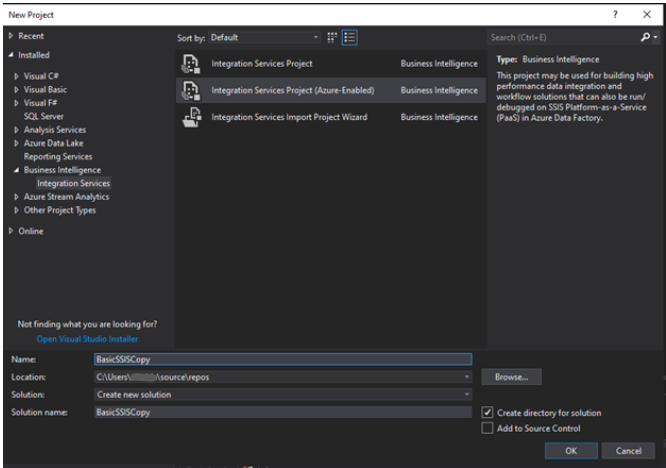 New Project
? ×
Recent
Installed
Visual C#
Visual Basic
Visual F#
SQL Server
Analysis Services
Azure Data Lake
Reporting Services
Business Intelligence
Integration Services
Azure Stream Analytics
Other Project Types
Online
Not finding what you are looking for?
Open Visual Studio Installer
Sort by: Default
Integration Services Project Business Intelligence
Integration Services Project (Azure-Enabled) Business Intelligence
Integration Services Import Project Wizard Business Intelligence
Search (Ctrl+E)
Type: Business Intelligence
This project may be used for building high
performance data integration and
workflow solutions that can also be run/
debugged on SSIS Platform-as-a-Service
(PaaS) in Azure Data Factory.
Name: BasicSSISCopy
Location: C:\Users\ \source\repos
Browse...
Solution: Create new solution
Solution name: BasicSSISCopy
Create directory for solution
Add to Source Control
OK Cancel